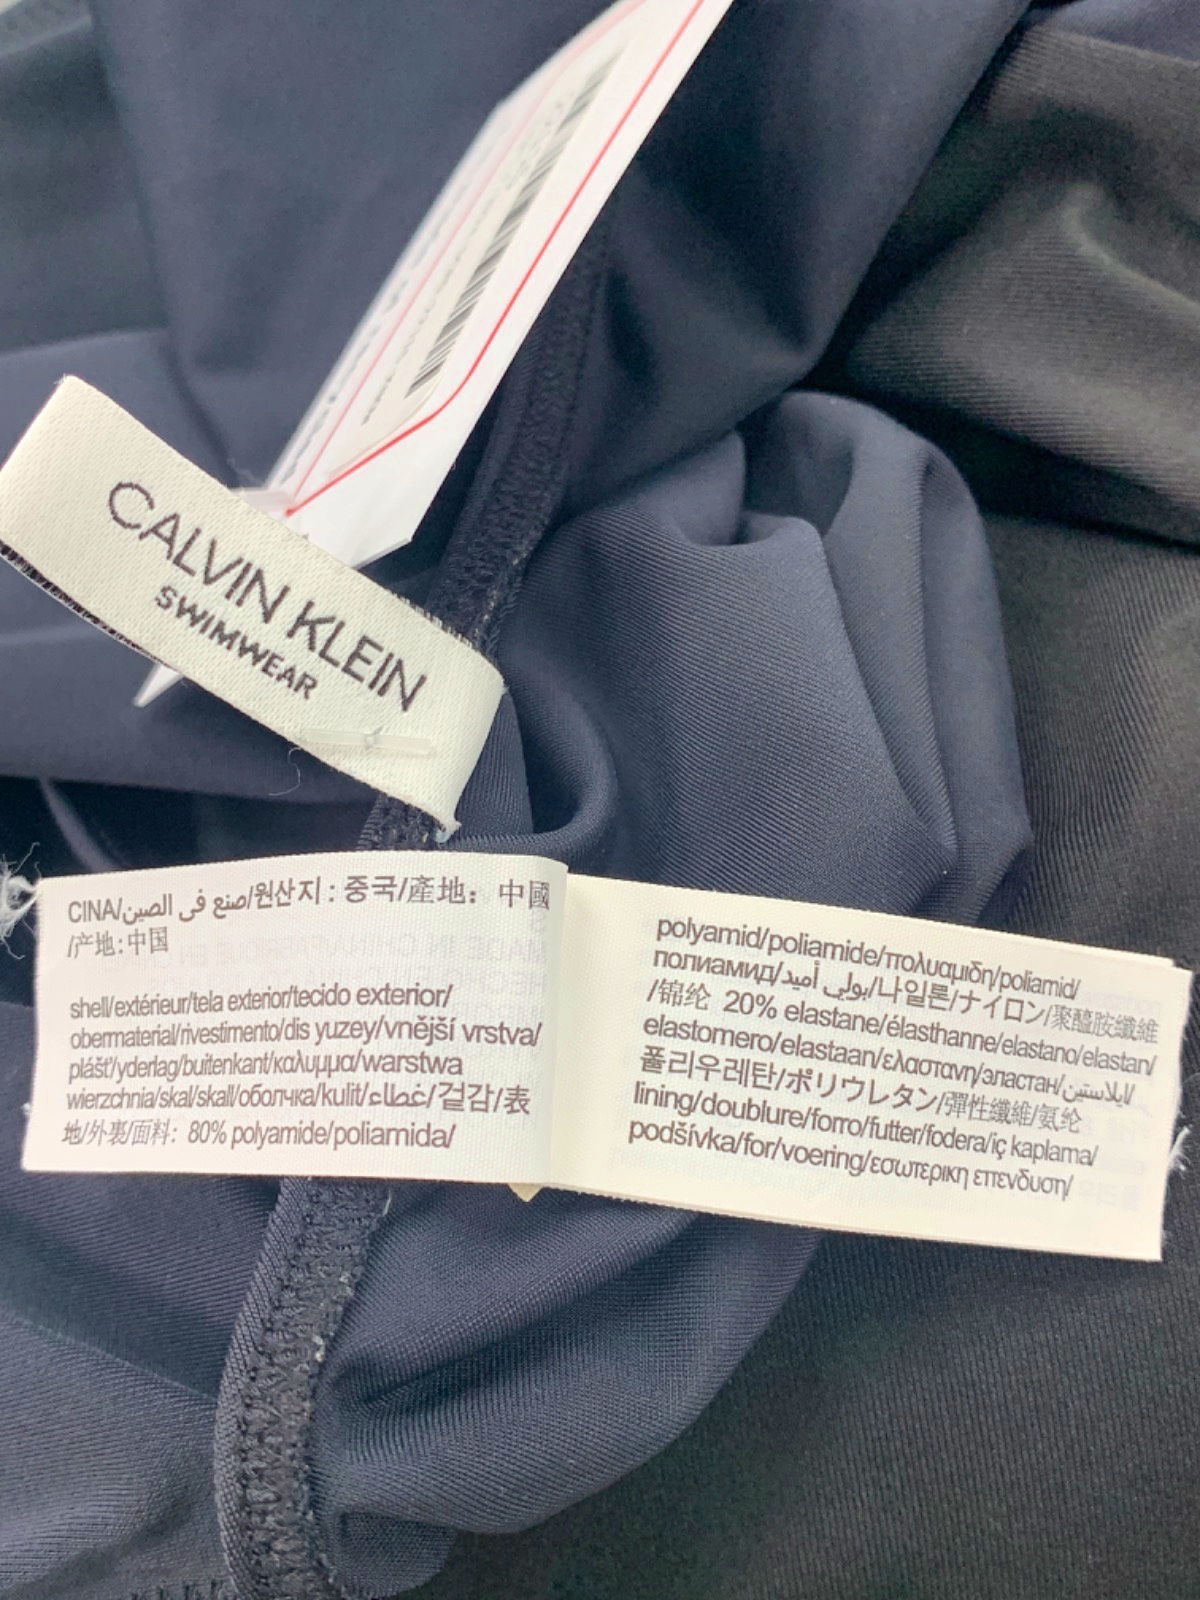 CALVIN KLEIN
SWIMWEAR
CINA/صنع في الصين/원산지 : 중국/產地：中國
/产地:中国
shell/extérieur/tela exterior/tecido exterior/
obermaterial/rivestimento/dis yuzey/vnější vrstva/
plášť/yderlag/buitenkant/καλυμμα/warstwa
wierzchnia/skal/skall/оболчка/kulit/غطاء/겉감/表
地/外裏/面料: 80% polyamide/poliamida/
polyamid/poliamide/πολυαμιδη/poliamid/
полиамид/بولي أميد/나일론/ナイロン/聚醯胺纖維
/锦纶 20% elastane/élasthanne/elastano/elastan/
elastomero/elastaan/ελαστανη/эластан/ايلاستين/
폴리우레탄/ポリウレタン/彈性纖維/氨纶
lining/doublure/forro/futter/fodera/iç kaplama/
podšívka/for/voering/εσωτερικη επενδυση/